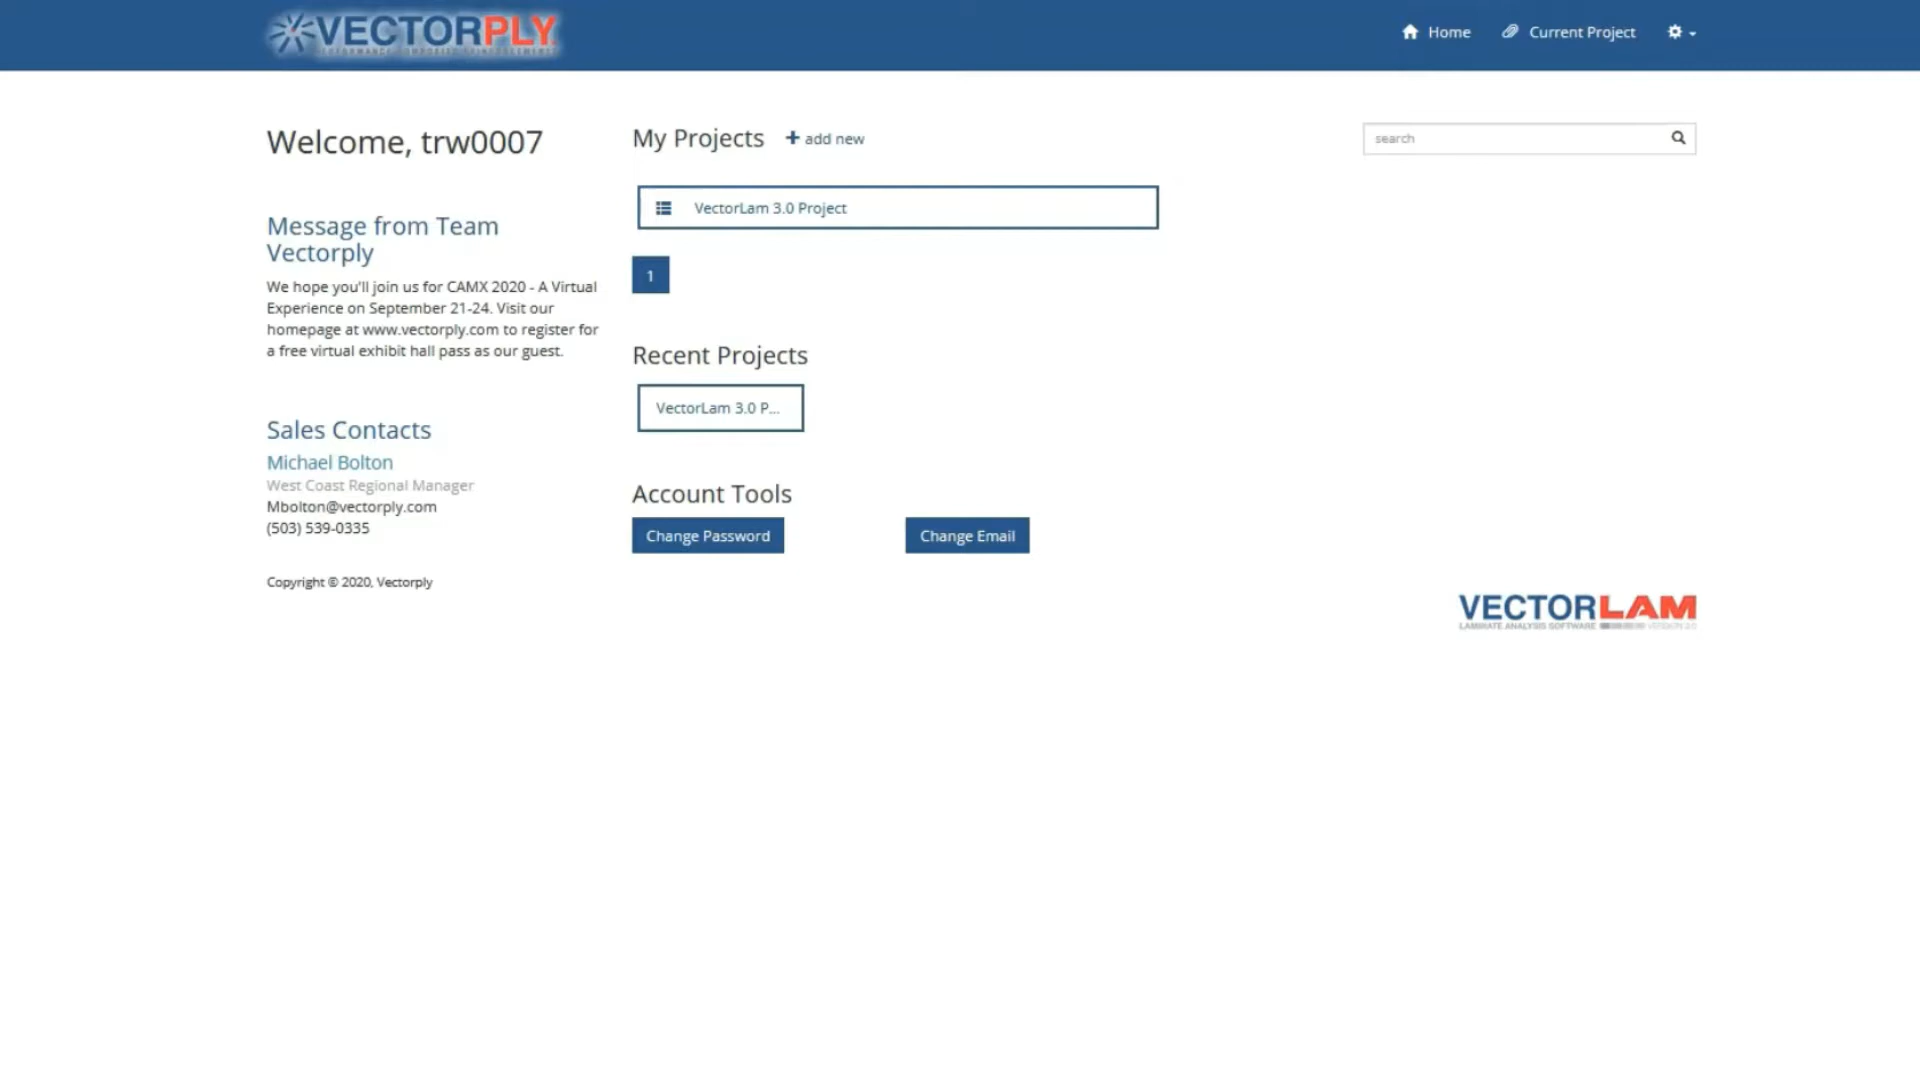 VECTORPLY
Home
Current Project
Welcome, trw0007
Message from Team
Vectorply
We hope you'll join us for CAMX 2020 - A Virtual
Experience on September 21-24. Visit our
homepage at www.vectorply.com to register for
a free virtual exhibit hall pass as our guest.
Sales Contacts
Michael Bolton
West Coast Regional Manager
Mbolton@vectorply.com
(503) 539-0335
Copyright © 2020, Vectorply
My Projects + add new
VectorLam 3.0 Project
1
Recent Projects
VectorLam 3.0 P...
Account Tools
Change Password
Change Email
search
VECTORLAM
LAMINATE ANALYSIS SOFTWARE